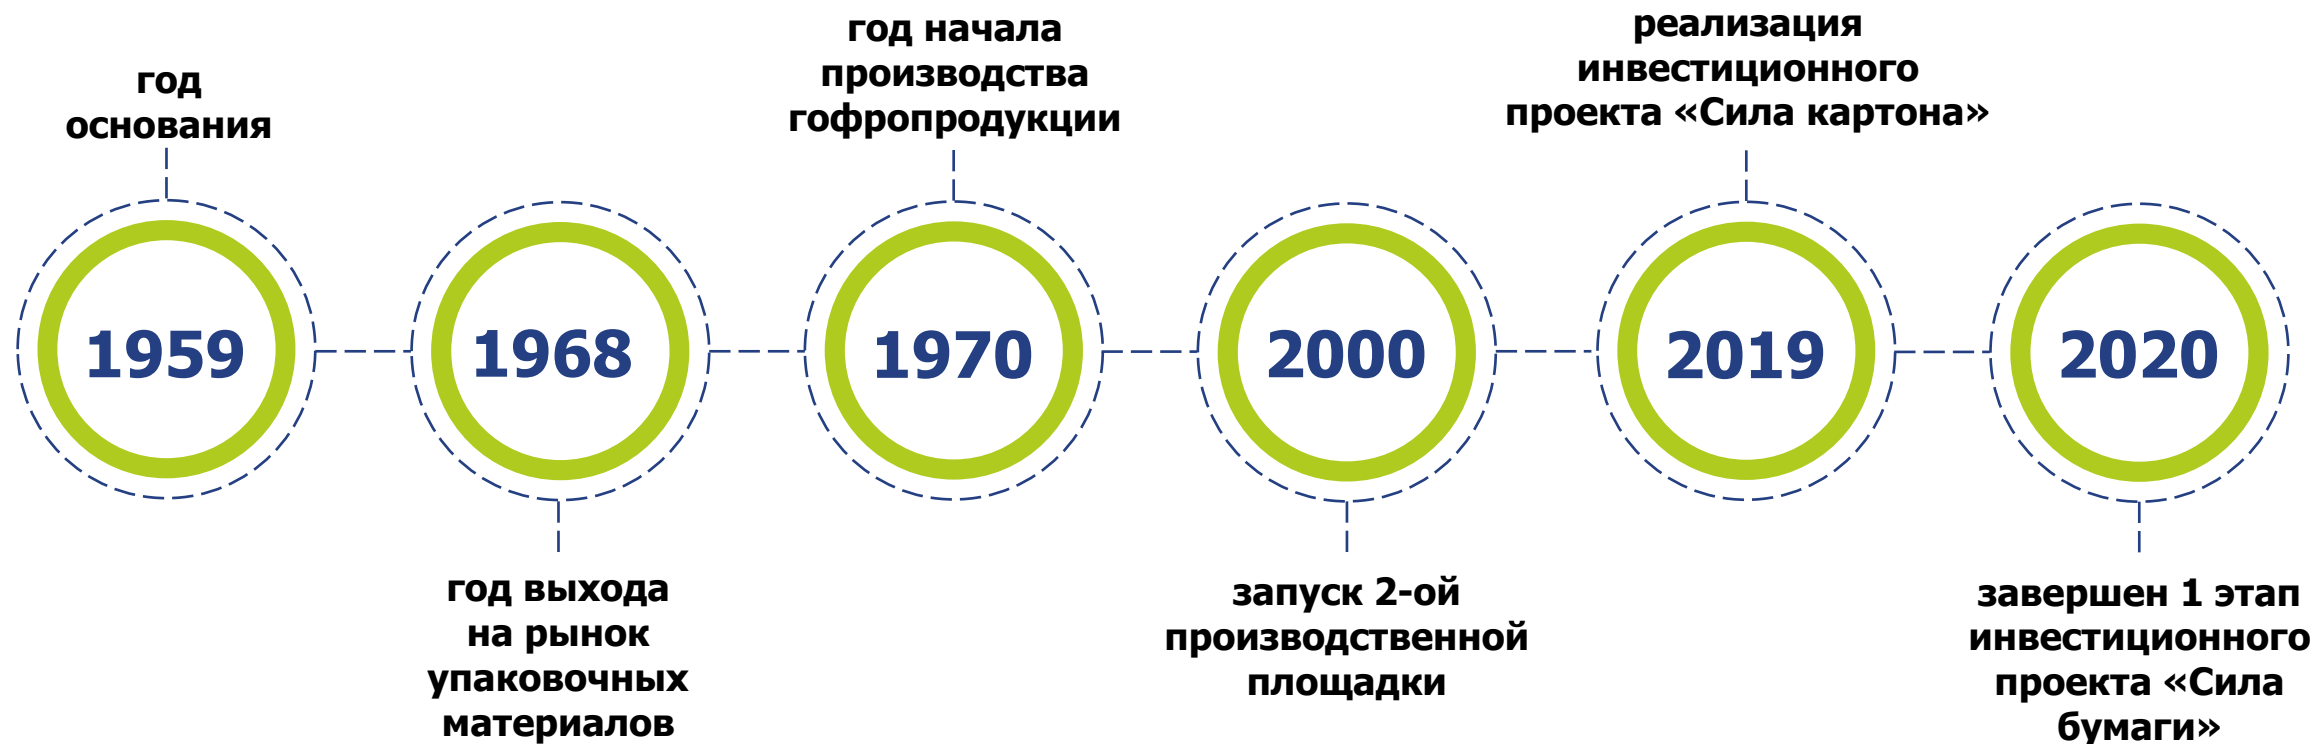 год
основания
1959
1968
год выхода
на рынок
упаковочных
материалов
год начала
производства
гофропродукции
1970
2000
запуск 2-ой
производственной
площадки
реализация
инвестиционного
проекта «Сила картона»
2019
2020
завершен 1 этап
инвестиционного
проекта «Сила
бумаги»